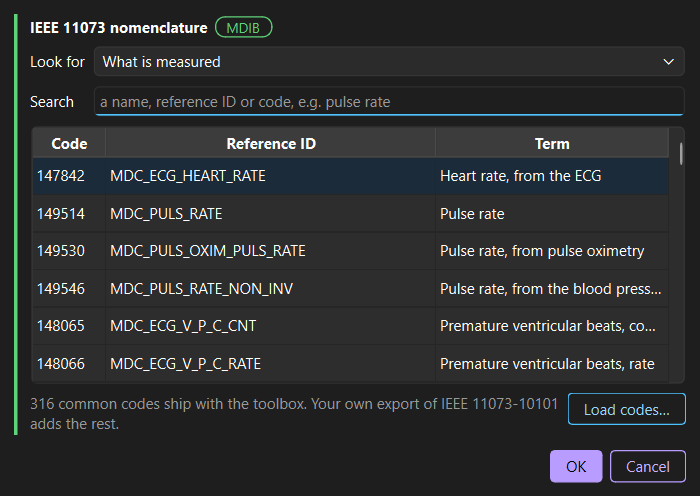 IEEE 11073 nomenclature MDIB
Look for What is measured
Search a name, reference ID or code, e.g. pulse rate
Code Reference ID Term
147842 MDC_ECG_HEART_RATE Heart rate, from the ECG
149514 MDC_PULS_RATE Pulse rate
149530 MDC_PULS_OXIM_PULS_RATE Pulse rate, from pulse oximetry
149546 MDC_PULS_RATE_NON_INV Pulse rate, from the blood press...
148065 MDC_ECG_V_P_C_CNT Premature ventricular beats, co...
148066 MDC_ECG_V_P_C_RATE Premature ventricular beats, rate
316 common codes ship with the toolbox. Your own export of IEEE 11073-10101
adds the rest.
Load codes...
OK Cancel